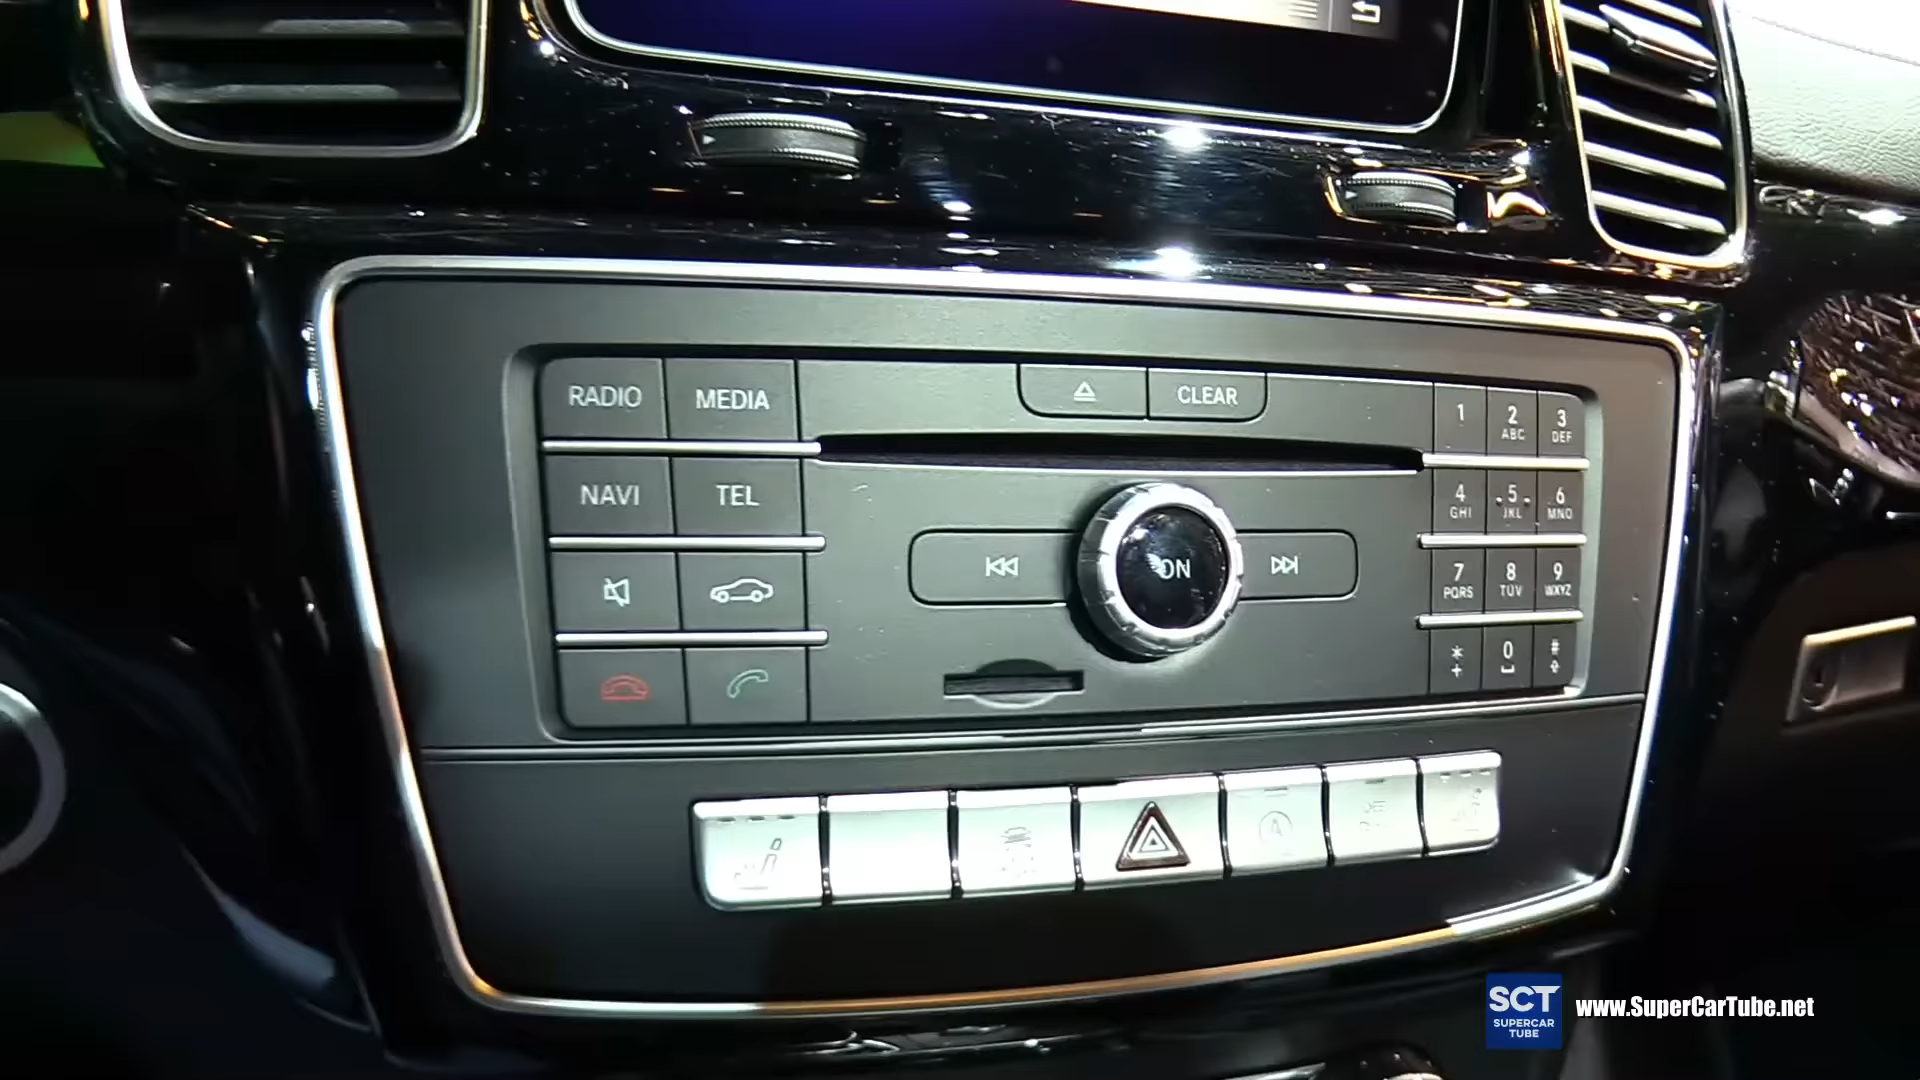 RADIO
MEDIA
CLEAR
1
2
ABC
3
DEF
NAVI
TEL
4
GHI
5
JKL
6
MNO
ON
7
PQRS
8
TUV
9
WXYZ
*
+
0
#
SCT
SUPERCAR
TUBE
www.SuperCarTube.net